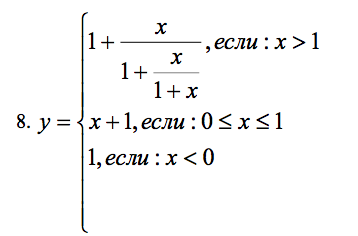 8. y = { 1 + x / (1 + x / (1 + x)) , если : x > 1
x + 1, если : 0 ≤ x ≤ 1
1, если : x < 0